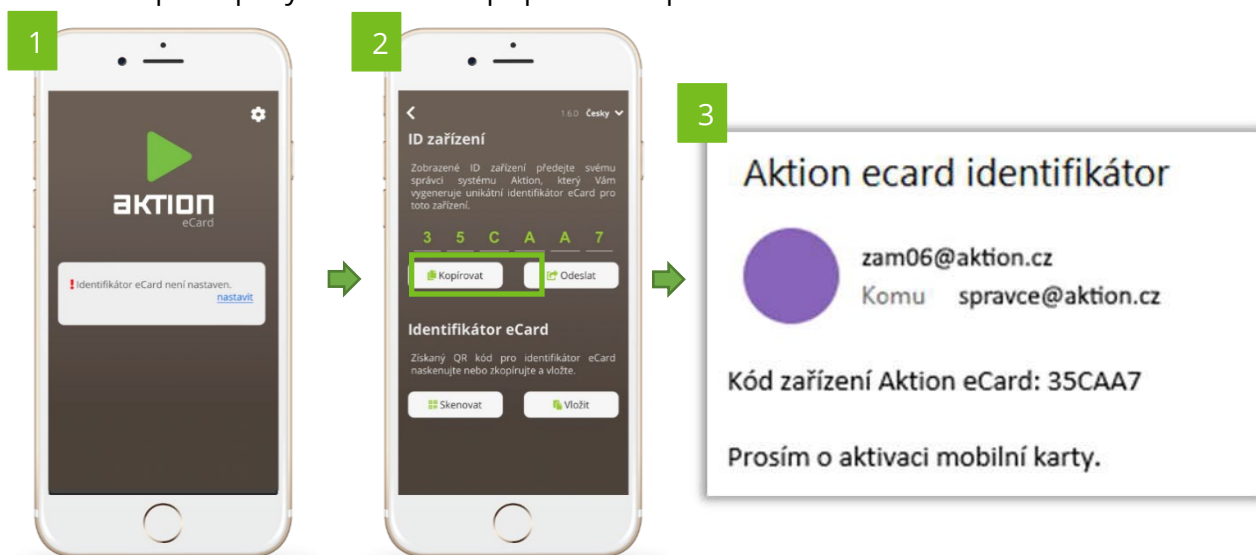 1
aktion
eCard
Identifikátor eCard není nastaven.
nastavit
2
1.6.0 Česky
ID zařízení
Zobrazené ID zařízení předejte svému
správci systému Aktion, který Vám
vygeneruje unikátní identifikátor eCard pro
toto zařízení.
3 5 C A A 7
Kopírovat
Odeslat
Identifikátor eCard
Získaný QR kód pro identifikátor eCard
naskenujte nebo zkopírujte a vložte.
Skenovat
Vložit
3
Aktion ecard identifikátor
zam06@aktion.cz
Komu spravce@aktion.cz
Kód zařízení Aktion eCard: 35CAA7
Prosím o aktivaci mobilní karty.